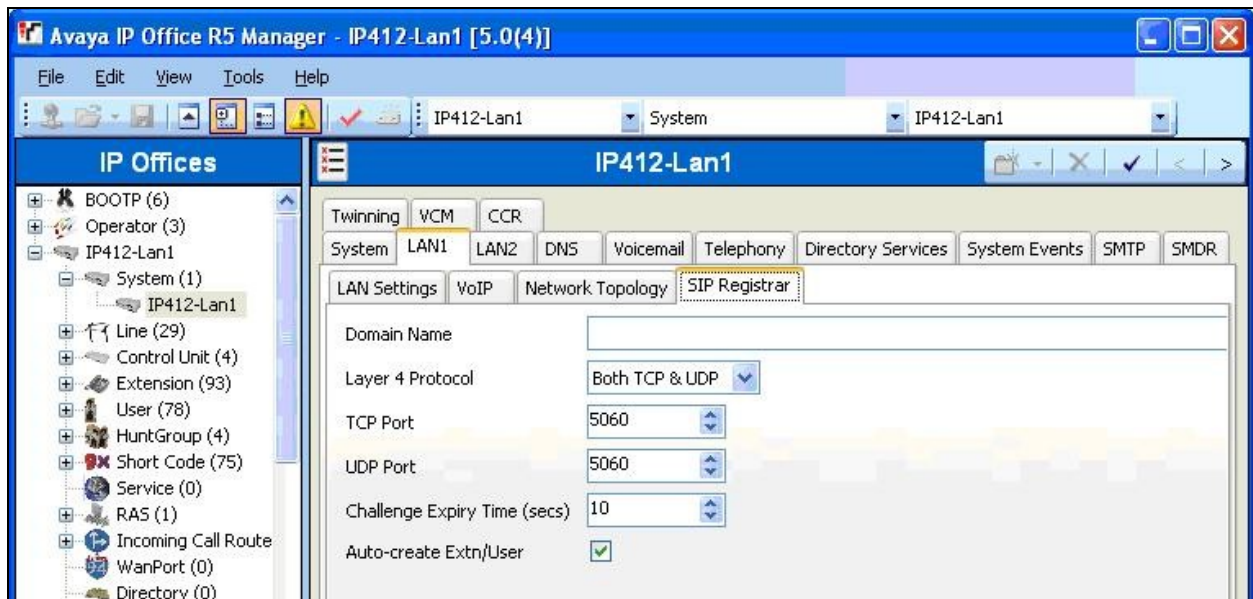 Avaya IP Office R5 Manager - IP412-Lan1 [5.0(4)]
File Edit View Tools Help
IP412-Lan1 System IP412-Lan1
IP Offices
BOOTP (6)
Operator (3)
IP412-Lan1
System (1)
IP412-Lan1
Line (29)
Control Unit (4)
Extension (93)
User (78)
HuntGroup (4)
Short Code (75)
Service (0)
RAS (1)
Incoming Call Route
WanPort (0)
Directory (0)
IP412-Lan1
Twinning VCM CCR
System LAN1 LAN2 DNS Voicemail Telephony Directory Services System Events SMTP SMDR
LAN Settings VoIP Network Topology SIP Registrar
Domain Name
Layer 4 Protocol Both TCP & UDP
TCP Port 5060
UDP Port 5060
Challenge Expiry Time (secs) 10
Auto-create Extn/User